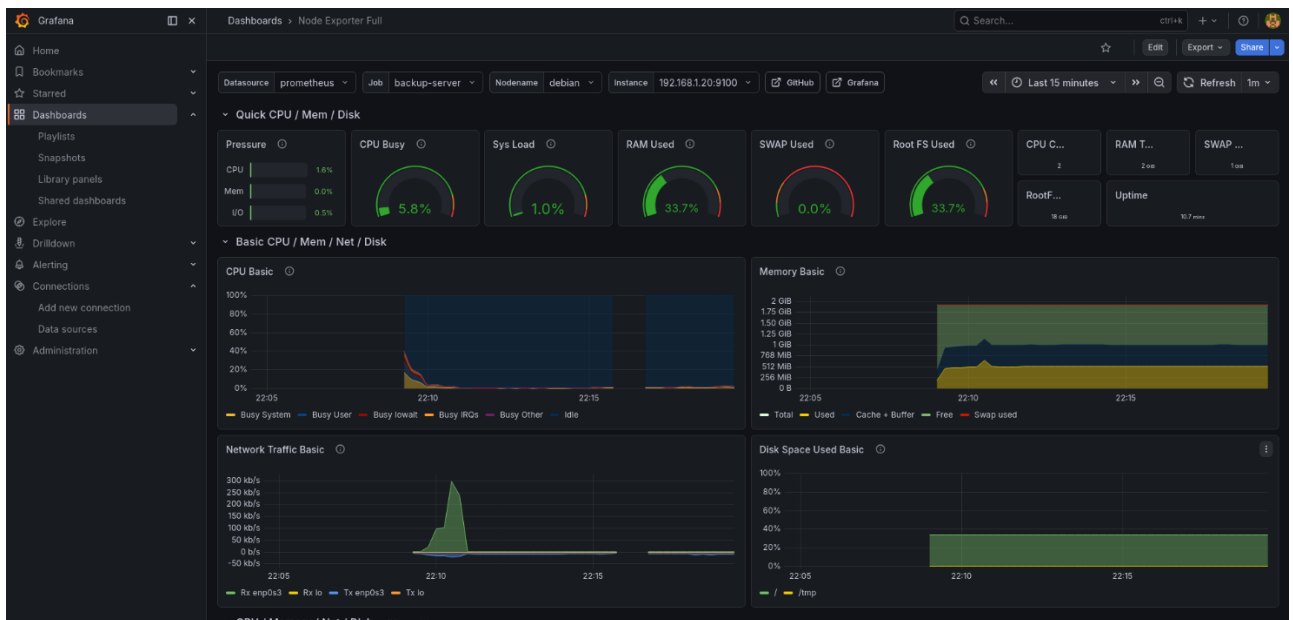 Grafana
Dashboards › Node Exporter Full
Search...
ctrl+k
Home
Bookmarks
Starred
Dashboards
Playlists
Snapshots
Library panels
Shared dashboards
Explore
Drilldown
Alerting
Connections
Add new connection
Data sources
Administration
Edit
Export
Share
Datasource prometheus
Job backup-server
Nodename debian
Instance 192.168.1.20:9100
GitHub
Grafana
Last 15 minutes
Refresh 1m
Quick CPU / Mem / Disk
Pressure
CPU 1.6%
Mem 0.0%
I/O 0.5%
CPU Busy
5.8%
Sys Load
1.0%
RAM Used
33.7%
SWAP Used
0.0%
Root FS Used
33.7%
CPU C...
2
RAM T...
2 GiB
SWAP ...
1 GiB
RootF...
18 GiB
Uptime
10.7 mins
Basic CPU / Mem / Net / Disk
CPU Basic
100%
80%
60%
40%
20%
0%
22:05 22:10 22:15
Busy System Busy User Busy Iowait Busy IRQs Busy Other Idle
Memory Basic
2 GiB
1.75 GiB
1.50 GiB
1.25 GiB
1 GiB
768 MiB
512 MiB
256 MiB
0 B
22:05 22:10 22:15
Total Used Cache + Buffer Free Swap used
Network Traffic Basic
300 kb/s
250 kb/s
200 kb/s
150 kb/s
100 kb/s
50 kb/s
0 b/s
-50 kb/s
22:05 22:10 22:15
Rx enp0s3 Rx lo Tx enp0s3 Tx lo
Disk Space Used Basic
100%
80%
60%
40%
20%
0%
22:05 22:10 22:15
/ /tmp